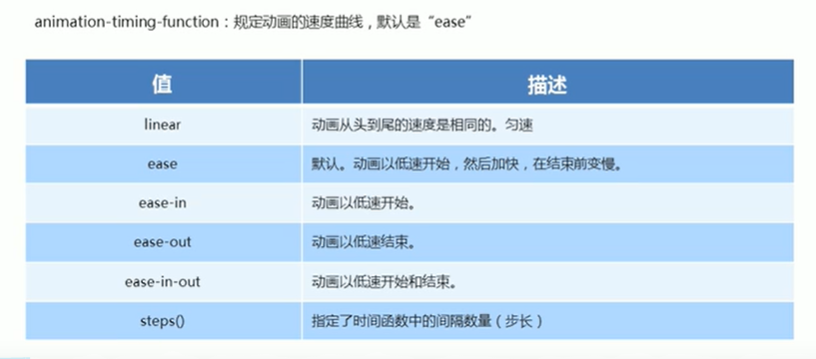 animation-timing-function：规定动画的速度曲线，默认是“ease”
值 描述
linear 动画从头到尾的速度是相同的。匀速
ease 默认。动画以低速开始，然后加快，在结束前变慢。
ease-in 动画以低速开始。
ease-out 动画以低速结束。
ease-in-out 动画以低速开始和结束。
steps() 指定了时间函数中的间隔数量（步长）